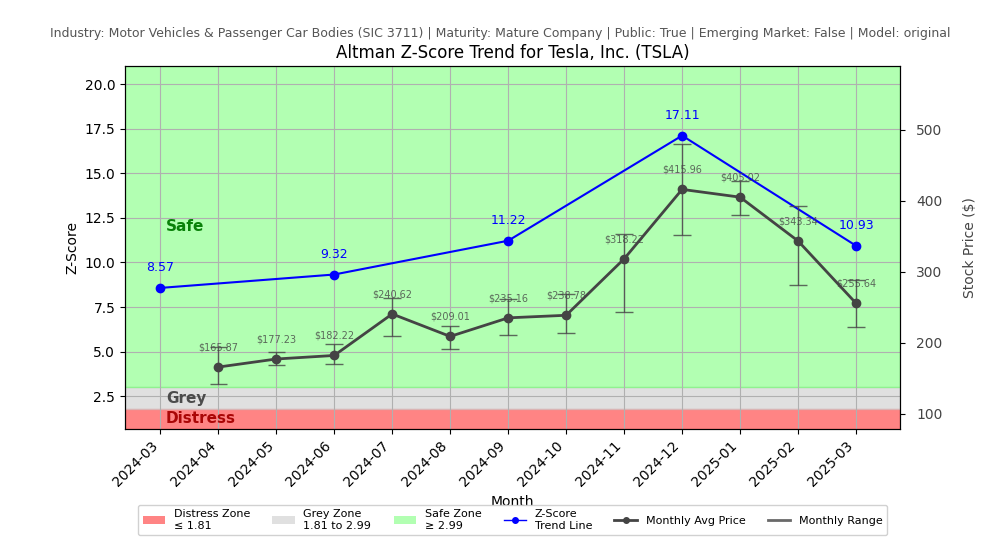 Industry: Motor Vehicles & Passenger Car Bodies (SIC 3711) | Maturity: Mature Company | Public: True | Emerging Market: False | Model: original
Altman Z-Score Trend for Tesla, Inc. (TSLA)
Z-Score
20.0
17.5
15.0
12.5
10.0
7.5
5.0
2.5
Safe
Grey
Distress
8.57
9.32
11.22
17.11
10.93
$165.87
$177.23
$182.22
$240.62
$209.01
$235.16
$238.78
$318.22
$415.96
$405.02
$343.34
$255.64
500
400
300
200
100
Stock Price ($)
2024-03
2024-04
2024-05
2024-06
2024-07
2024-08
2024-09
2024-10
2024-11
2024-12
2025-01
2025-02
2025-03
Month
Distress Zone
≤ 1.81
Grey Zone
1.81 to 2.99
Safe Zone
≥ 2.99
Z-Score
Trend Line
Monthly Avg Price
Monthly Range